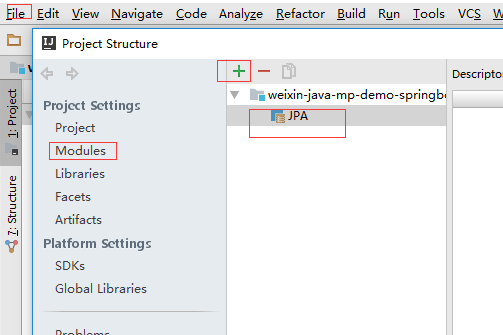 File Edit View Navigate Code Analyze Refactor Build Run Tools VCS
Project Structure
Project Settings
Project
Modules
Libraries
Facets
Artifacts
Platform Settings
SDKs
Global Libraries
1: Project
7: Structure
weixin-java-mp-demo-springb
JPA
Descriptor